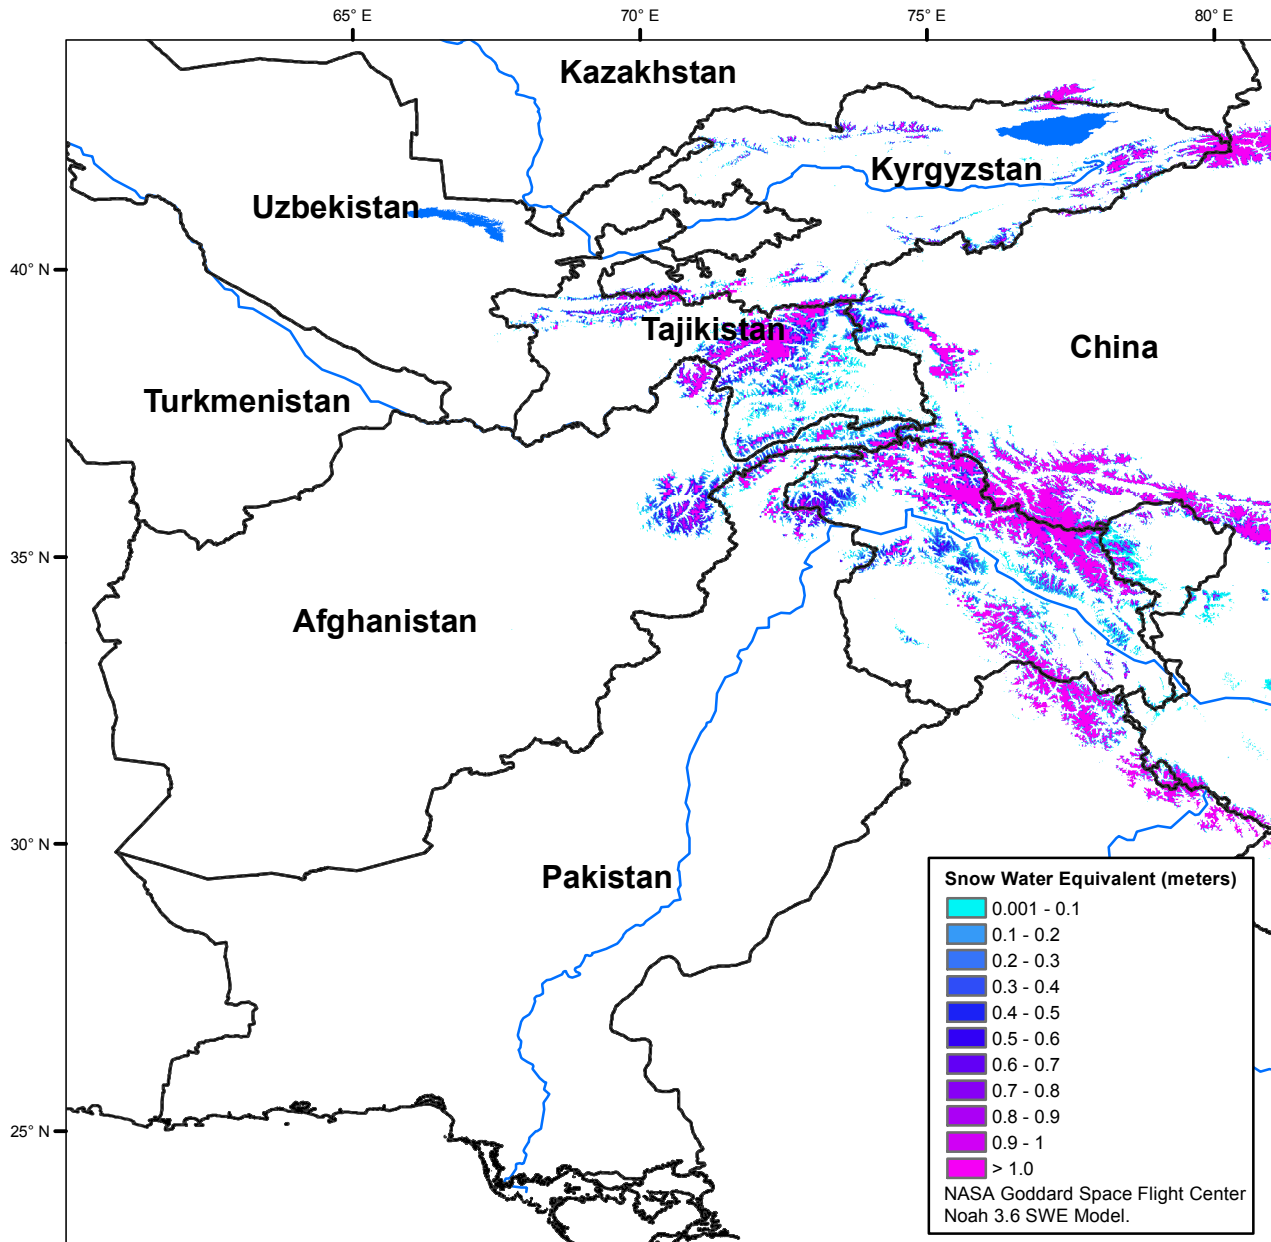 65° E
70° E
75° E
80° E
Kazakhstan
Kyrgyzstan
Uzbekistan
40° N
Tajikistan
China
Turkmenistan
35° N
Afghanistan
30° N
Pakistan
25° N
Snow Water Equivalent (meters)
0.001 - 0.1
0.1 - 0.2
0.2 - 0.3
0.3 - 0.4
0.4 - 0.5
0.5 - 0.6
0.6 - 0.7
0.7 - 0.8
0.8 - 0.9
0.9 - 1
> 1.0
NASA Goddard Space Flight Center
Noah 3.6 SWE Model.